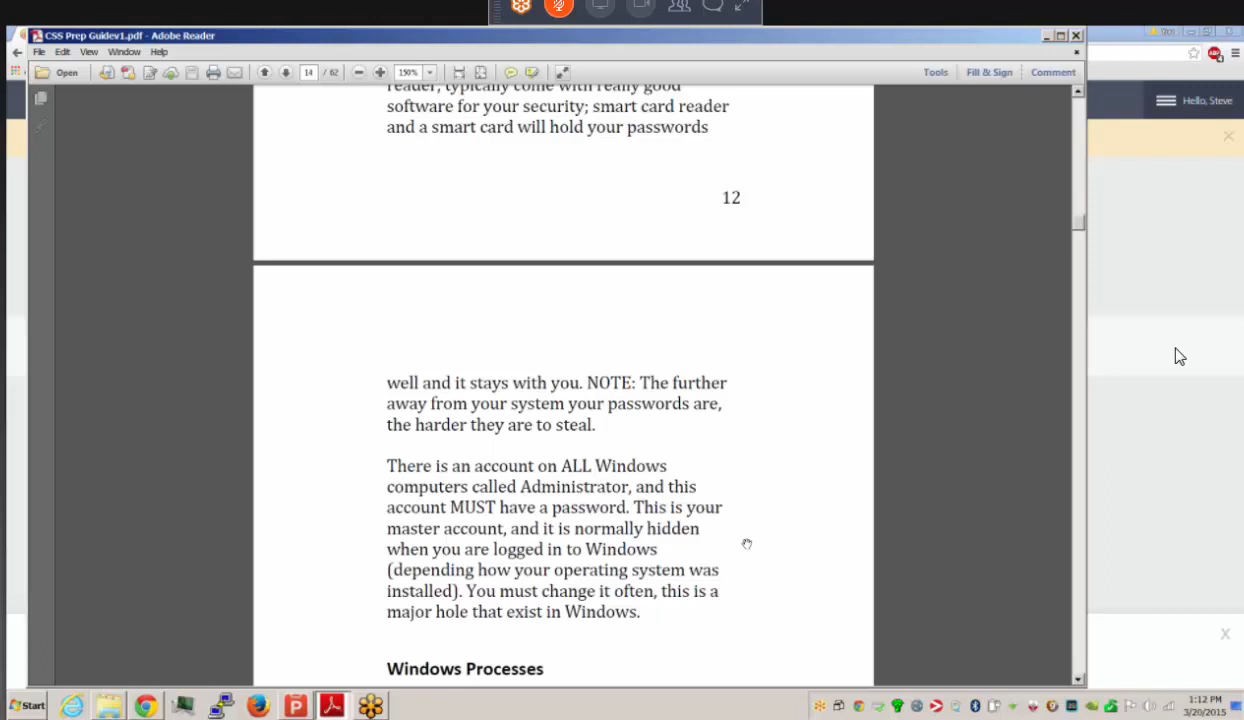 CSS Prep Guidev1.pdf - Adobe Reader
File Edit View Window Help
Open 14 / 62 150% Tools Fill & Sign Comment
Hello, Steve
reader, typically come with really good
software for your security; smart card reader
and a smart card will hold your passwords
12
well and it stays with you. NOTE: The further
away from your system your passwords are,
the harder they are to steal.
There is an account on ALL Windows
computers called Administrator, and this
account MUST have a password. This is your
master account, and it is normally hidden
when you are logged in to Windows
(depending how your operating system was
installed). You must change it often, this is a
major hole that exist in Windows.
Windows Processes
Start
1:12 PM
3/20/2015